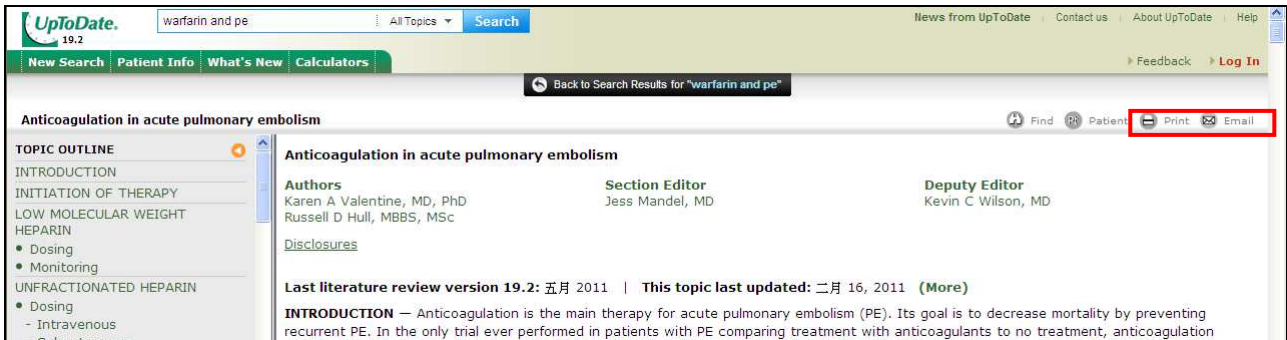 UpToDate. warfarin and pe All Topics Search News from UpToDate Contact us About UpToDate Help
19.2
New Search Patient Info What's New Calculators Feedback Log In
Back to Search Results for "warfarin and pe"
Anticoagulation in acute pulmonary embolism Find Patient Print Email
TOPIC OUTLINE
INTRODUCTION
INITIATION OF THERAPY
LOW MOLECULAR WEIGHT
HEPARIN
• Dosing
• Monitoring
UNFRACTIONATED HEPARIN
• Dosing
- Intravenous
Anticoagulation in acute pulmonary embolism
Authors Section Editor Deputy Editor
Karen A Valentine, MD, PhD Jess Mandel, MD Kevin C Wilson, MD
Russell D Hull, MBBS, MSc
Disclosures
Last literature review version 19.2: 五月 2011 | This topic last updated: 二月 16, 2011 (More)
INTRODUCTION — Anticoagulation is the main therapy for acute pulmonary embolism (PE). Its goal is to decrease mortality by preventing
recurrent PE. In the only trial ever performed in patients with PE comparing treatment with anticoagulants to no treatment, anticoagulation